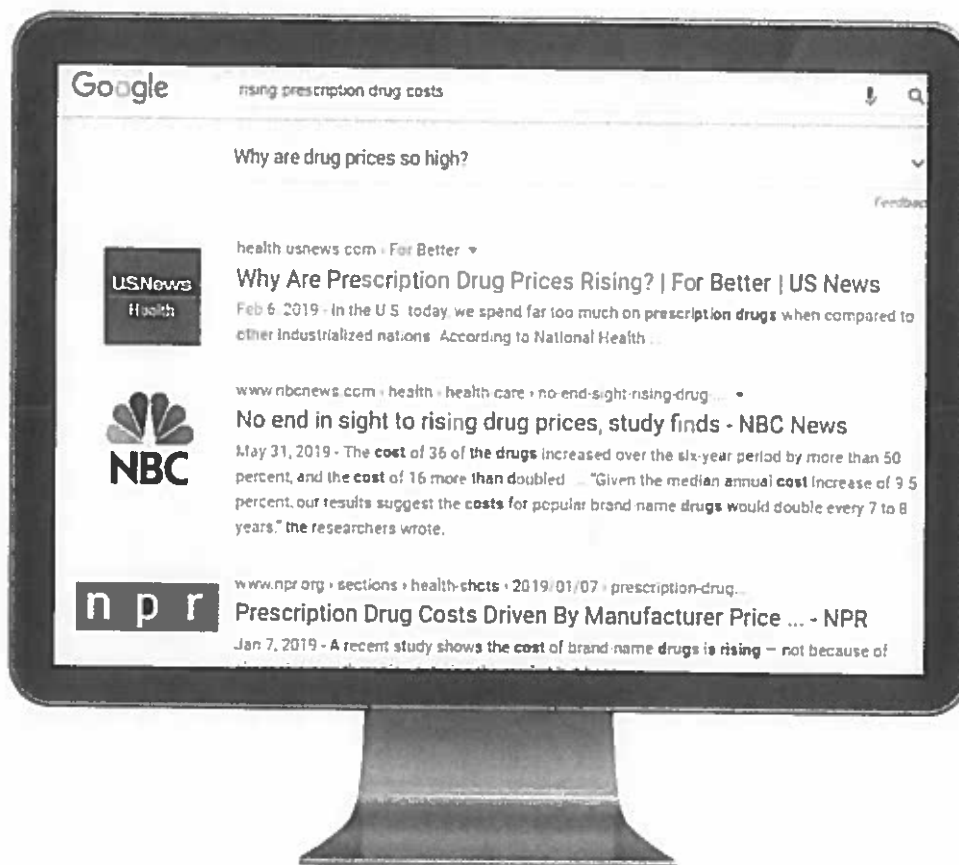 Google
rising prescription drug costs
Why are drug prices so high?
Feedbac
health usnews com › For Better
USNews
Health
Why Are Prescription Drug Prices Rising? | For Better | US News
Feb 6, 2019 - In the U.S. today, we spend far too much on prescription drugs when compared to
other industrialized nations. According to National Health ...
www.nbcnews.com › health › health-care › no-end-sight-rising-drug ...
No end in sight to rising drug prices, study finds - NBC News
NBC
May 31, 2019 - The cost of 36 of the drugs increased over the six-year period by more than 50
percent, and the cost of 16 more than doubled ... "Given the median annual cost increase of 9.5
percent, our results suggest the costs for popular brand-name drugs would double every 7 to 8
years," the researchers wrote.
www.npr.org › sections › health-shots › 2019/01/07 › prescription-drug...
npr
Prescription Drug Costs Driven By Manufacturer Price ... - NPR
Jan 7, 2019 - A recent study shows the cost of brand-name drugs is rising — not because of